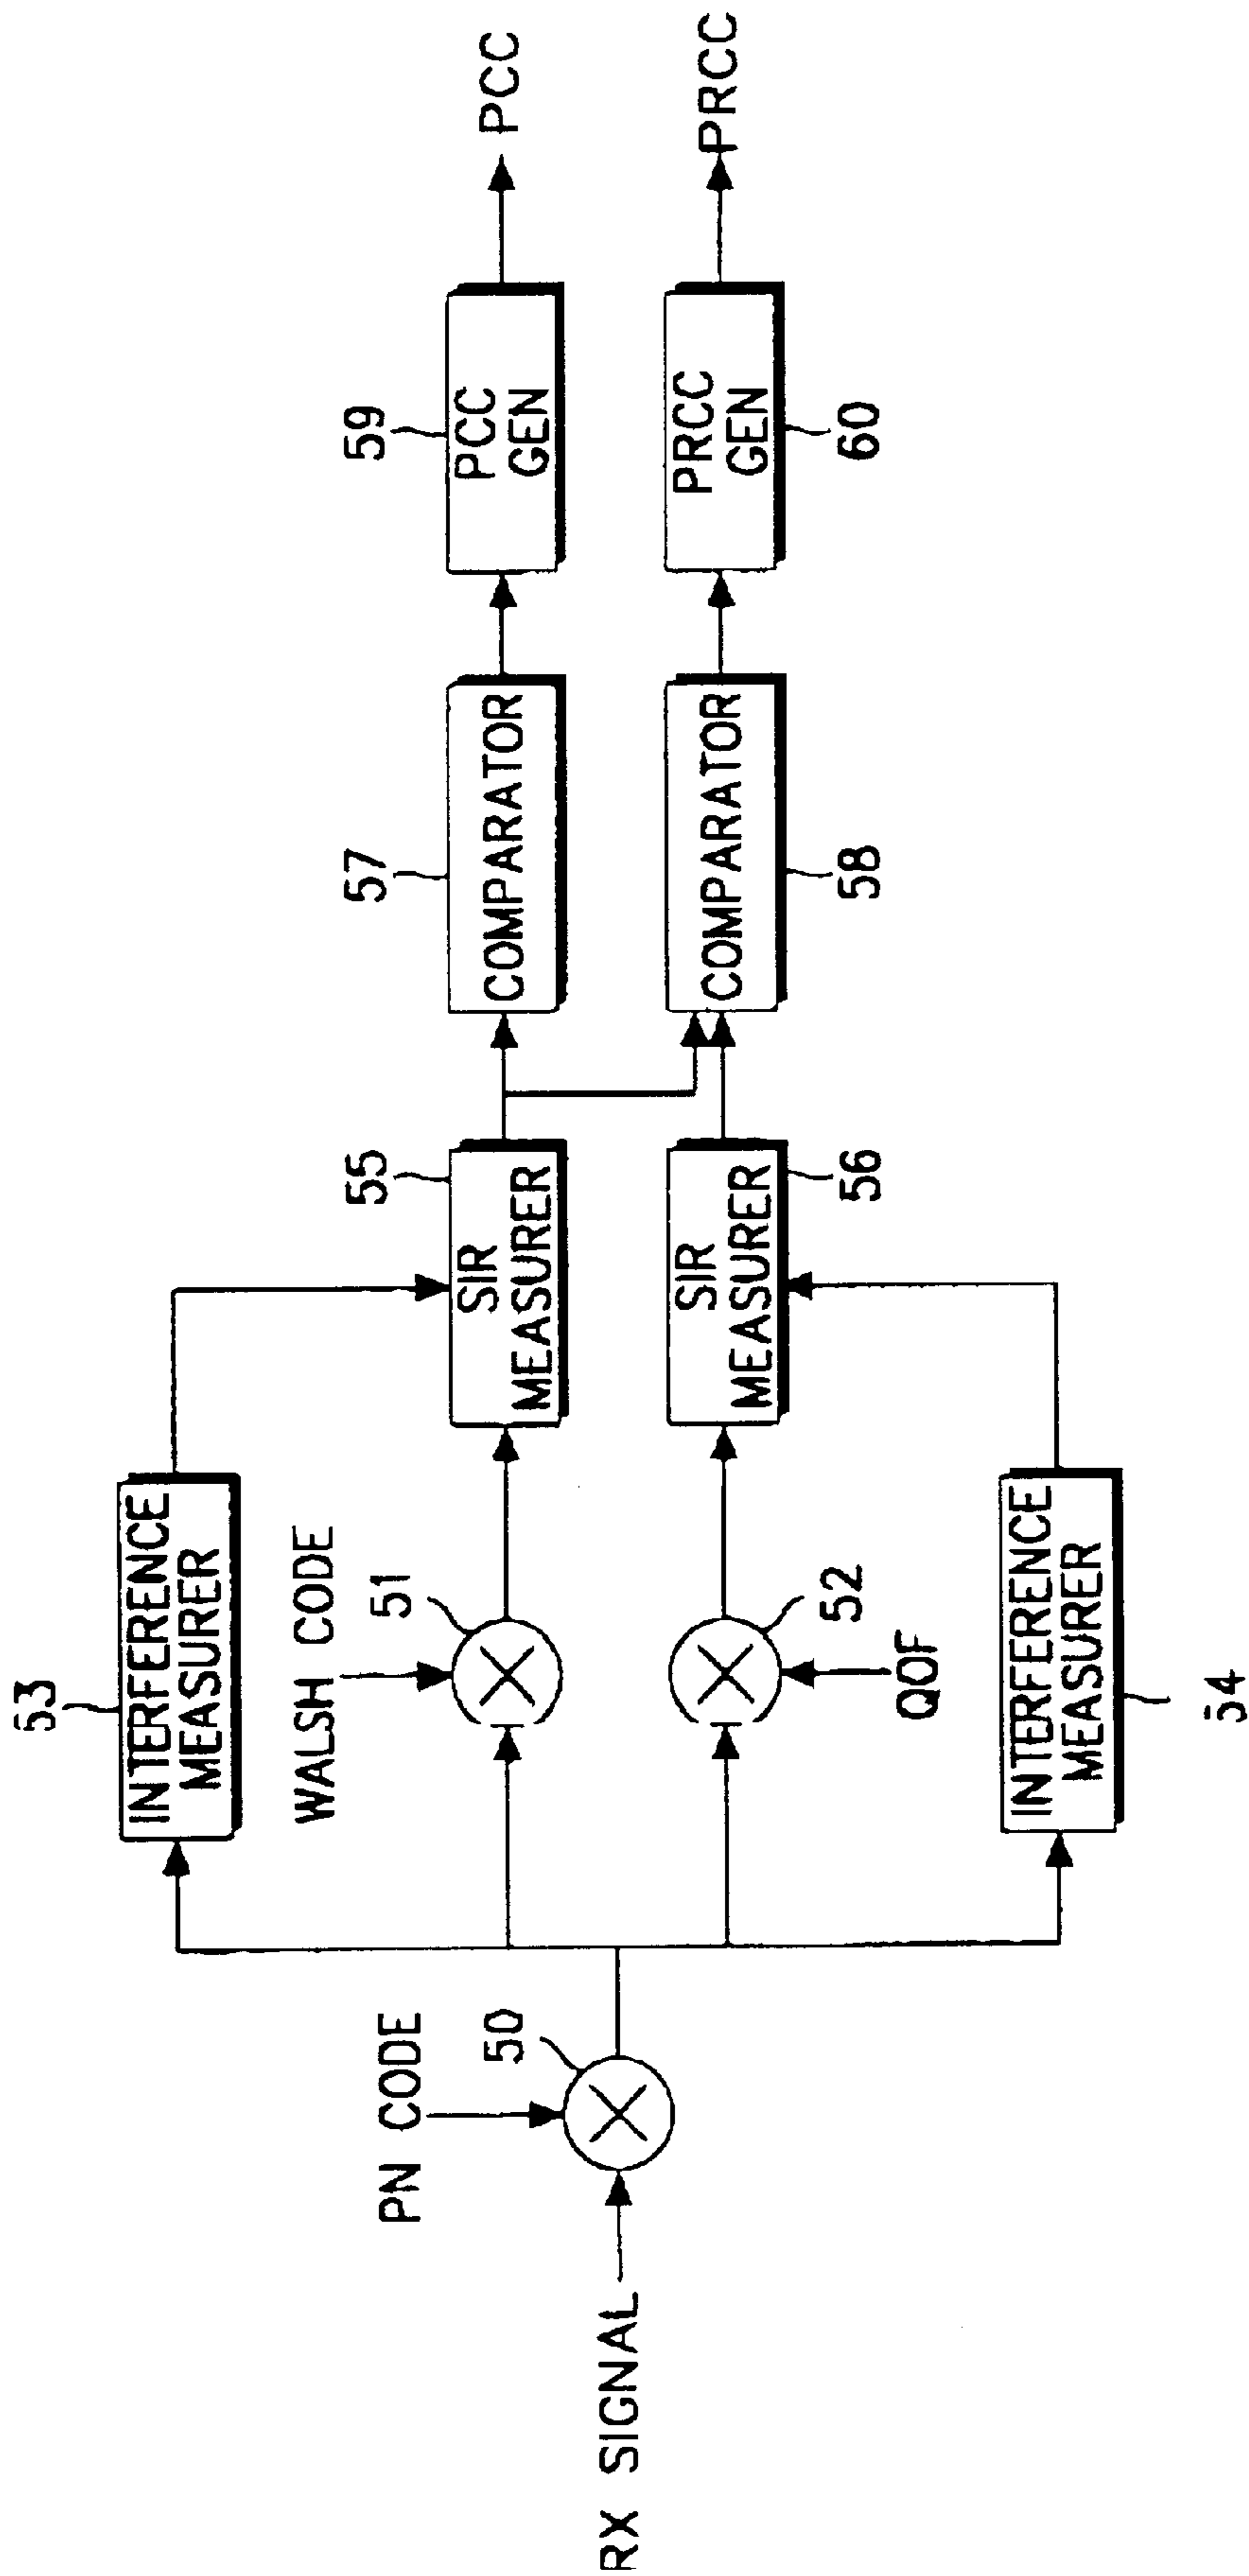 RX SIGNAL
PN CODE
50
53
INTERFERENCE
MEASURER
WALSH CODE
51
52
QOF
INTERFERENCE
MEASURER
54
55
SIR
MEASURER
SIR
MEASURER
56
57
COMPARATOR
COMPARATOR
58
59
PCC
GEN
PRCC
GEN
60
PCC
PRCC